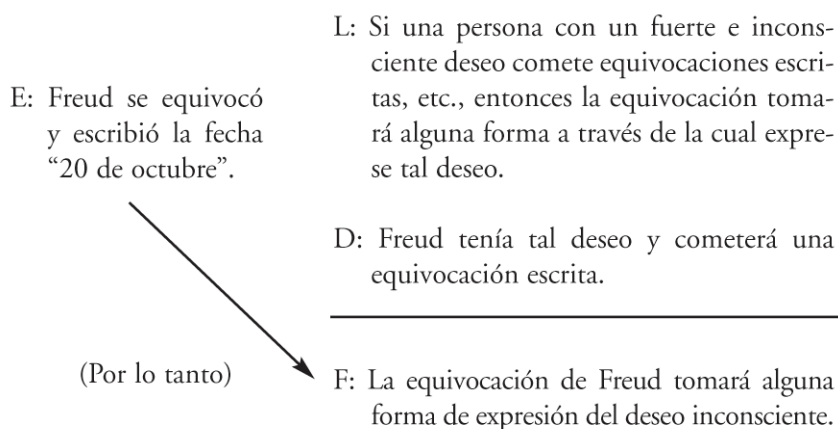 L: Si una persona con un fuerte e incons-
ciente deseo comete equivocaciones escri-
tas, etc., entonces la equivocación toma-
rá alguna forma a través de la cual expre-
se tal deseo.
E: Freud se equivocó
y escribió la fecha
“20 de octubre”.
D: Freud tenía tal deseo y cometerá una
equivocación escrita.
(Por lo tanto)
F: La equivocación de Freud tomará alguna
forma de expresión del deseo inconsciente.